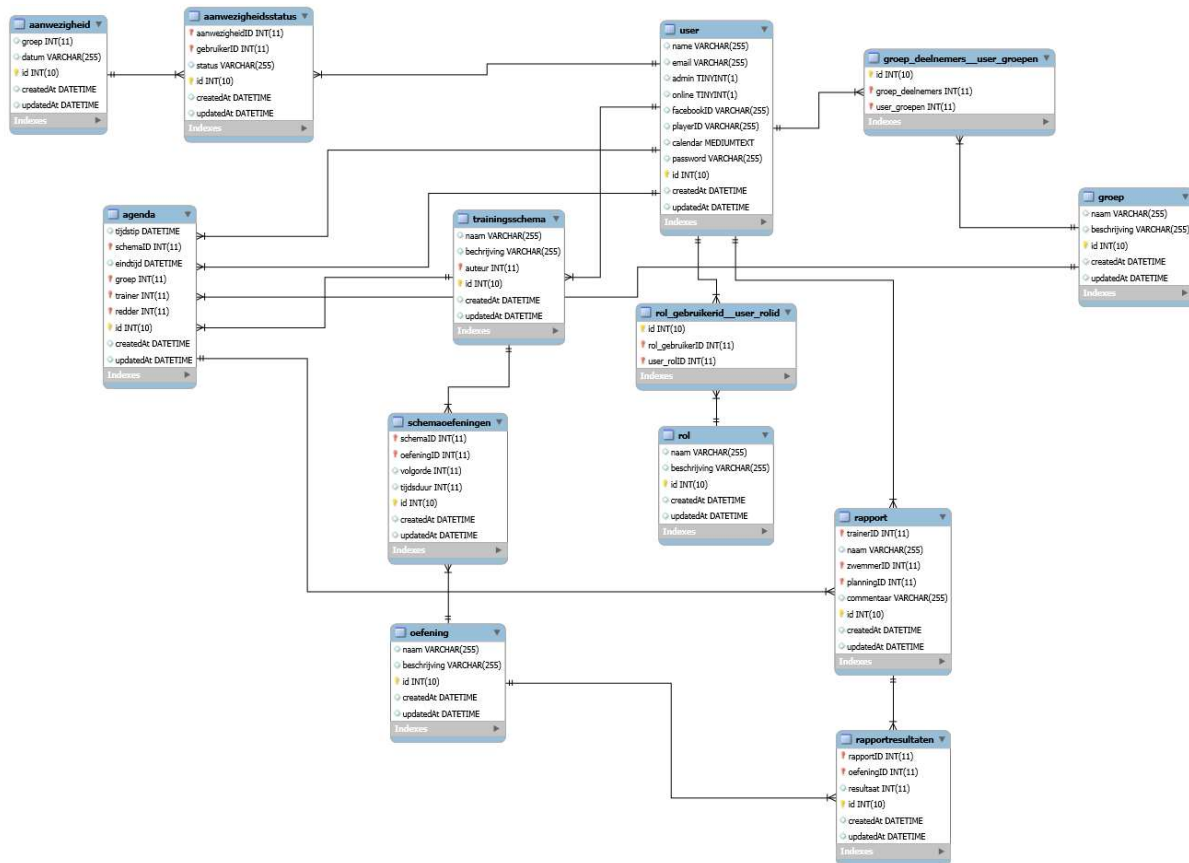 aanwezigheid
groep INT(11)
datum VARCHAR(255)
id INT(10)
createdAt DATETIME
updatedAt DATETIME
Indexes
aanwezigheidsstatus
aanwezigheidID INT(11)
gebruikerID INT(11)
status VARCHAR(255)
id INT(10)
createdAt DATETIME
updatedAt DATETIME
Indexes
user
name VARCHAR(255)
email VARCHAR(255)
admin TINYINT(1)
online TINYINT(1)
facebookID VARCHAR(255)
playerID VARCHAR(255)
calendar MEDIUMTEXT
password VARCHAR(255)
id INT(10)
createdAt DATETIME
updatedAt DATETIME
Indexes
groep_deelnemers__user_groepen
id INT(10)
groep_deelnemers INT(11)
user_groepen INT(11)
Indexes
groep
naam VARCHAR(255)
beschrijving VARCHAR(255)
id INT(10)
createdAt DATETIME
updatedAt DATETIME
Indexes
agenda
tijdstip DATETIME
schemaID INT(11)
eindtijd DATETIME
groep INT(11)
trainer INT(11)
redder INT(11)
id INT(10)
createdAt DATETIME
updatedAt DATETIME
Indexes
trainingsschema
naam VARCHAR(255)
bechrijving VARCHAR(255)
auteur INT(11)
id INT(10)
createdAt DATETIME
updatedAt DATETIME
Indexes
rol_gebruikerid__user_rolid
id INT(10)
rol_gebruikerID INT(11)
user_rolID INT(11)
Indexes
schemaoefeningen
schemaID INT(11)
oefeningID INT(11)
volgorde INT(11)
tijdsduur INT(11)
id INT(10)
createdAt DATETIME
updatedAt DATETIME
Indexes
rol
naam VARCHAR(255)
beschrijving VARCHAR(255)
id INT(10)
createdAt DATETIME
updatedAt DATETIME
Indexes
rapport
trainerID INT(11)
naam VARCHAR(255)
zwemmerID INT(11)
planningID INT(11)
commentaar VARCHAR(255)
id INT(10)
createdAt DATETIME
updatedAt DATETIME
Indexes
oefening
naam VARCHAR(255)
beschrijving VARCHAR(255)
id INT(10)
createdAt DATETIME
updatedAt DATETIME
Indexes
rapportresultaten
rapportID INT(11)
oefeningID INT(11)
resultaat INT(11)
id INT(10)
createdAt DATETIME
updatedAt DATETIME
Indexes